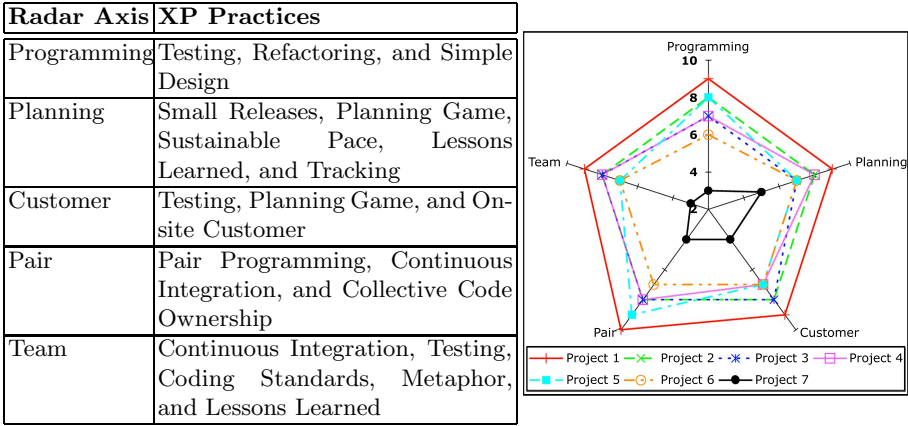 Radar Axis XP Practices
Programming Testing, Refactoring, and Simple
Design
Planning Small Releases, Planning Game,
Sustainable Pace, Lessons
Learned, and Tracking
Customer Testing, Planning Game, and On-
site Customer
Pair Pair Programming, Continuous
Integration, and Collective Code
Ownership
Team Continuous Integration, Testing,
Coding Standards, Metaphor,
and Lessons Learned
Programming
10
8
6
4
2
Team
Planning
Pair
Customer
Project 1 Project 2 Project 3 Project 4
Project 5 Project 6 Project 7